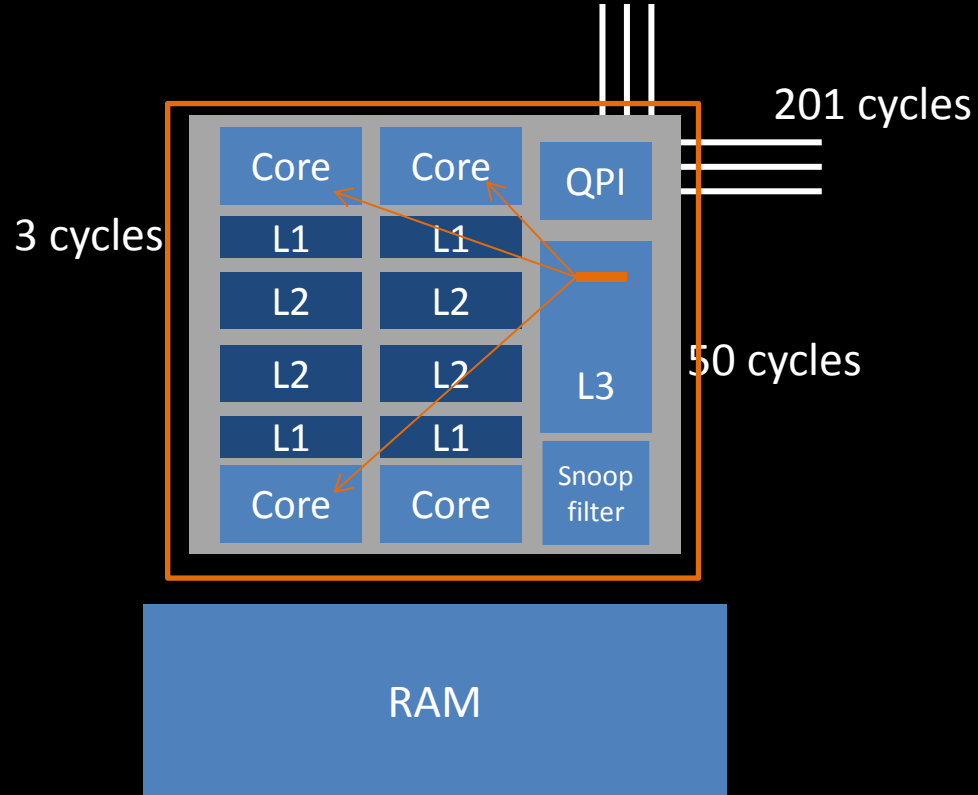 201 cycles
Core
Core
QPI
3 cycles
L1
L1
L2
L2
50 cycles
L2
L2
L3
L1
L1
Snoop
filter
Core
Core
RAM